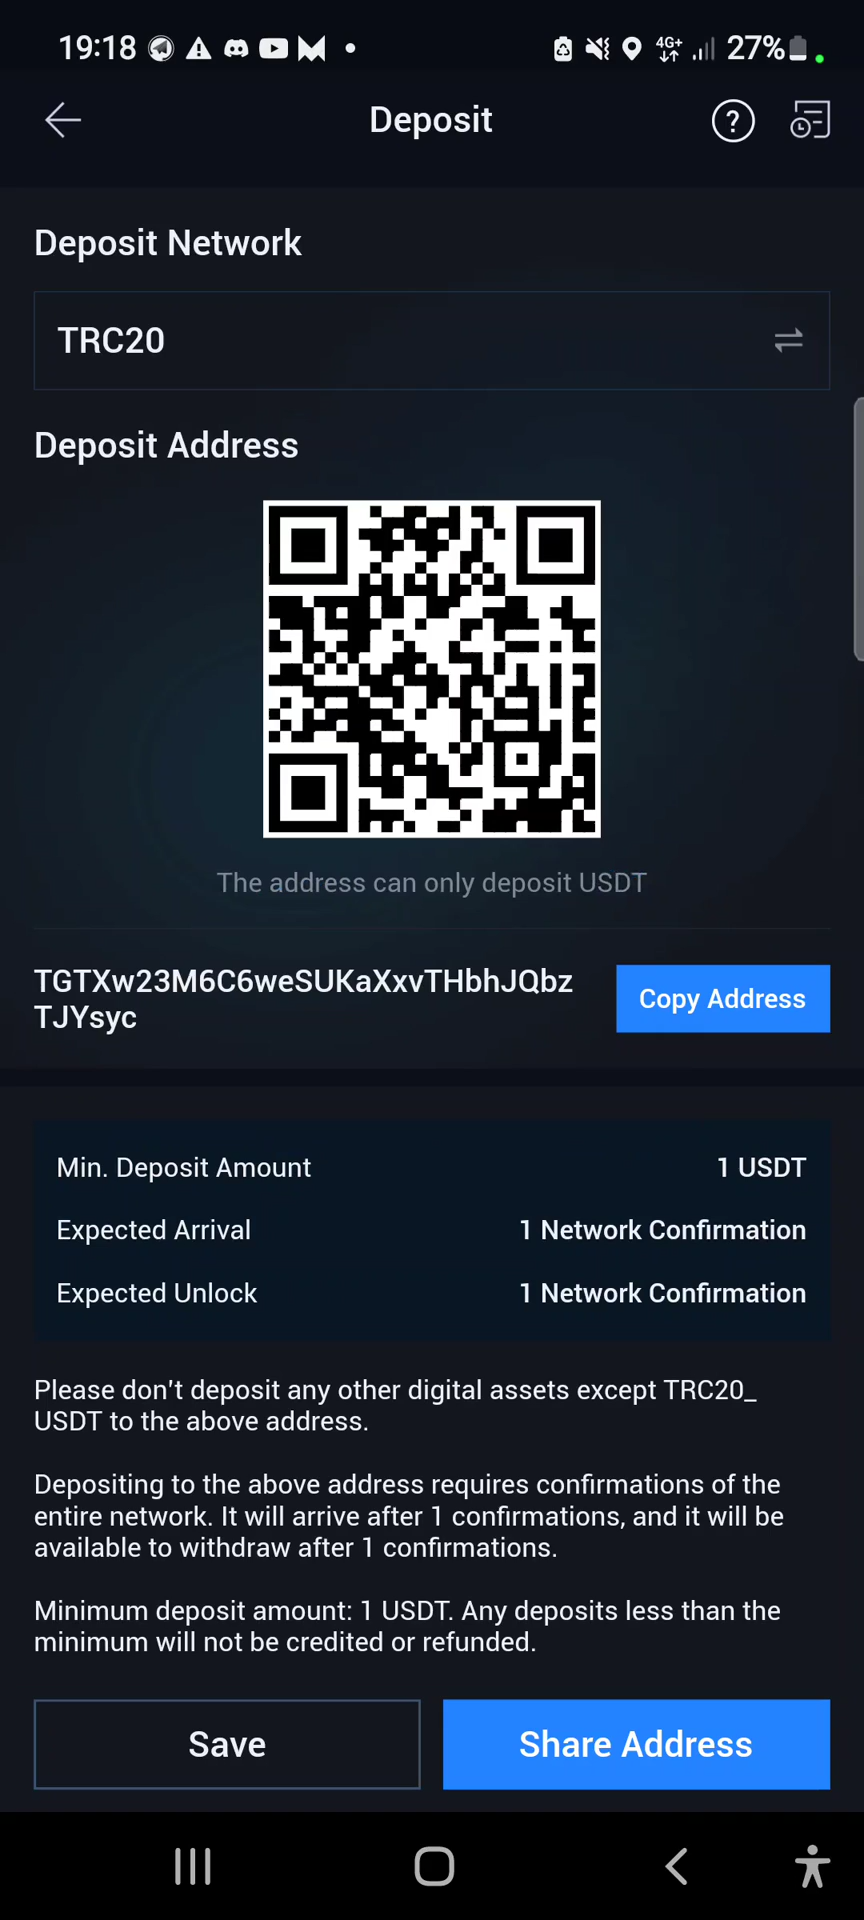 19:18
4G+
27%
Deposit
?
Deposit Network
TRC20
Deposit Address
The address can only deposit USDT
TGTXw23M6C6weSUKaXxvTHbhJQbz
TJYsyc
Copy Address
Min. Deposit Amount
1 USDT
Expected Arrival
1 Network Confirmation
Expected Unlock
1 Network Confirmation
Please don't deposit any other digital assets except TRC20_
USDT to the above address.
Depositing to the above address requires confirmations of the
entire network. It will arrive after 1 confirmations, and it will be
available to withdraw after 1 confirmations.
Minimum deposit amount: 1 USDT. Any deposits less than the
minimum will not be credited or refunded.
Save
Share Address